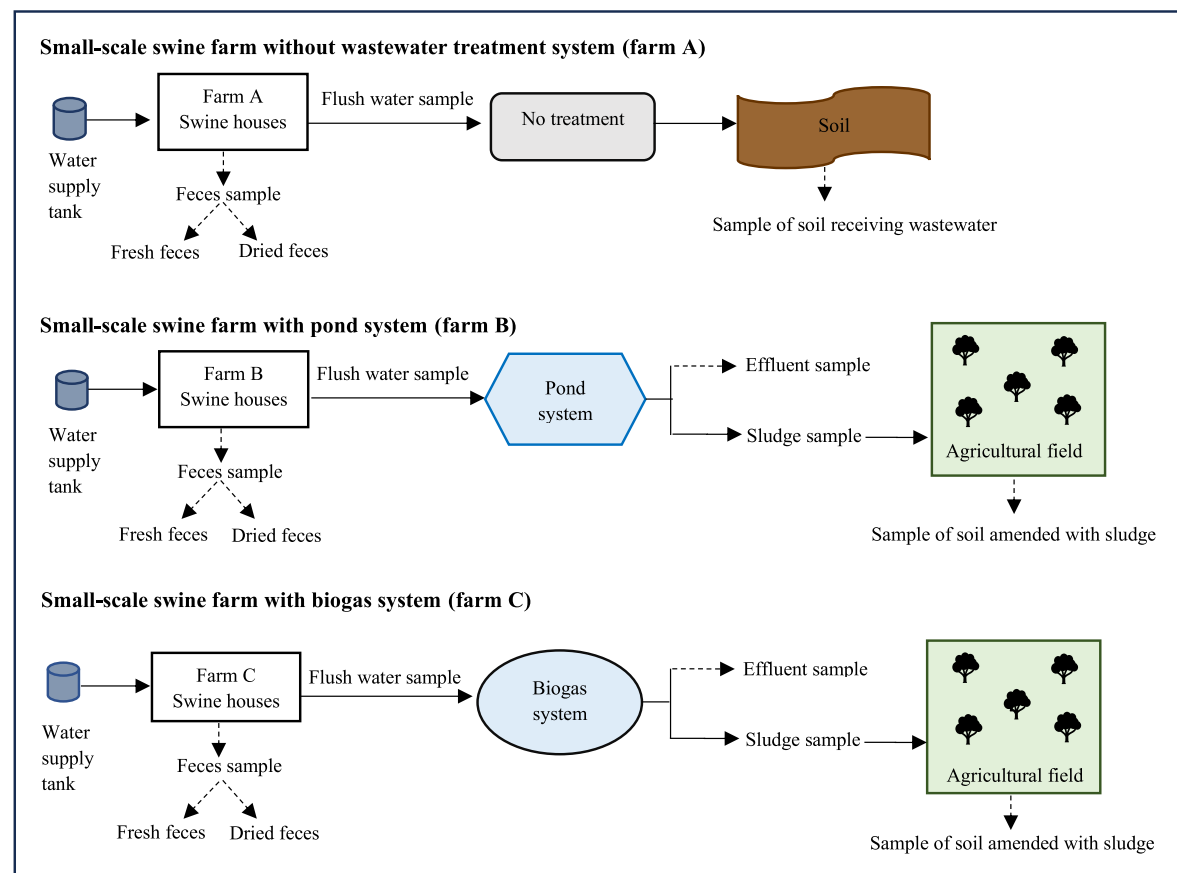 Small-scale swine farm without wastewater treatment system (farm A)
Farm A
Swine houses
Flush water sample
No treatment
Soil
Water
supply
tank
Feces sample
Fresh feces
Dried feces
Sample of soil receiving wastewater
Small-scale swine farm with pond system (farm B)
Farm B
Swine houses
Flush water sample
Pond
system
Effluent sample
Sludge sample
Agricultural field
Water
supply
tank
Feces sample
Fresh feces
Dried feces
Sample of soil amended with sludge
Small-scale swine farm with biogas system (farm C)
Farm C
Swine houses
Flush water sample
Biogas
system
Effluent sample
Sludge sample
Agricultural field
Water
supply
tank
Feces sample
Fresh feces
Dried feces
Sample of soil amended with sludge